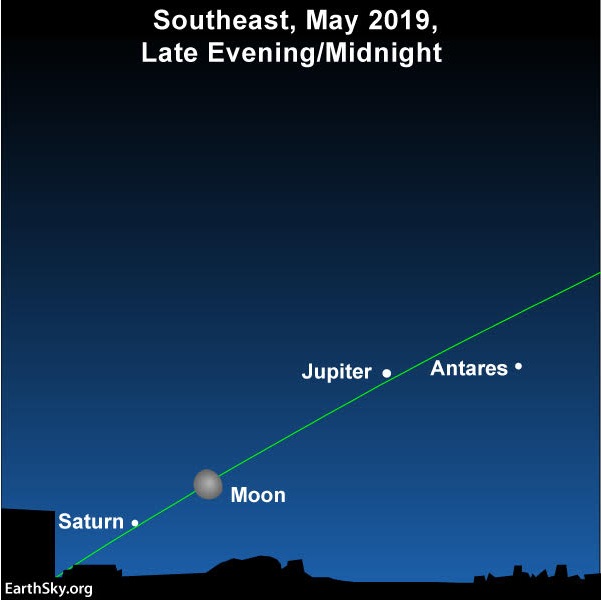 Southeast, May 2019,
Late Evening/Midnight
Jupiter
Antares
Moon
Saturn
EarthSky.org